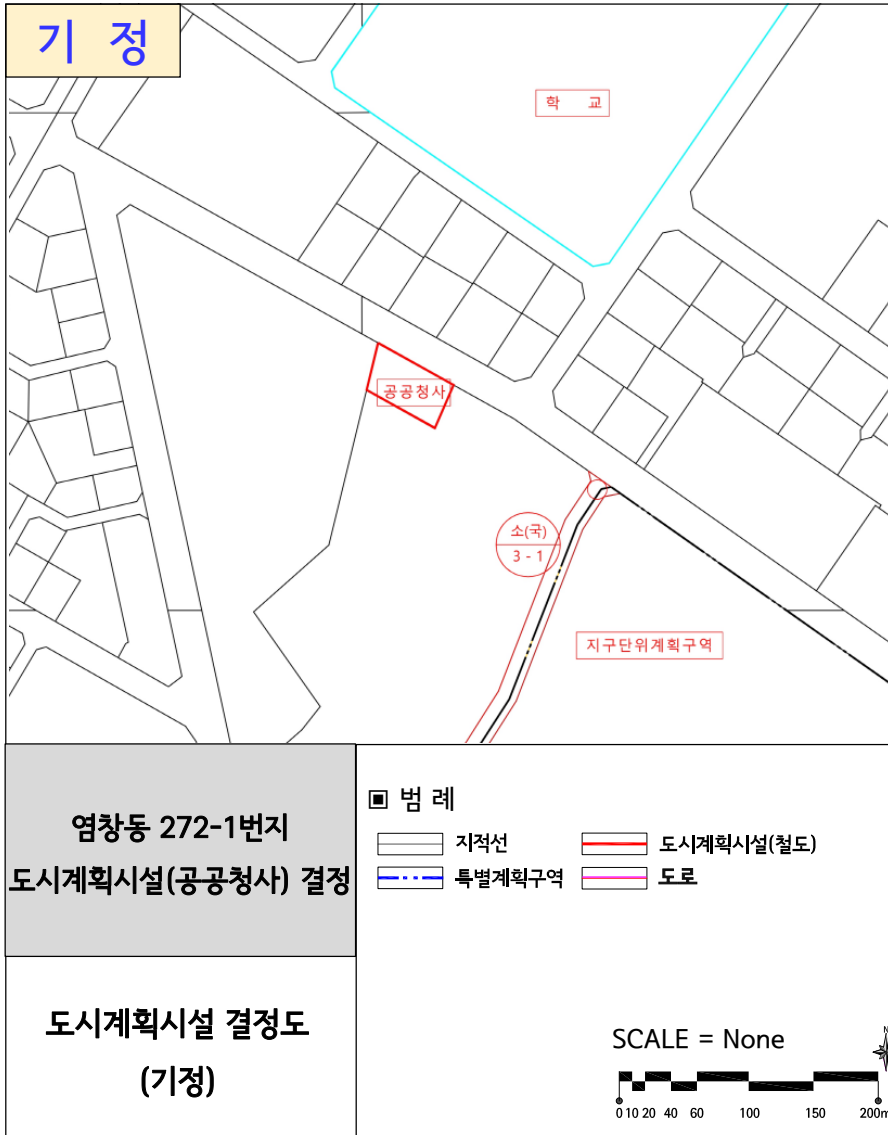 기 정
학 교
공공청사
소(국)
3 - 1
지구단위계획구역
염창동 272-1번지
도시계획시설(공공청사) 결정
도시계획시설 결정도
(기정)
▣ 범 례
지적선
도시계획시설(철도)
특별계획구역
도로
SCALE = None
N
0 10 20 40 60 100 150 200m